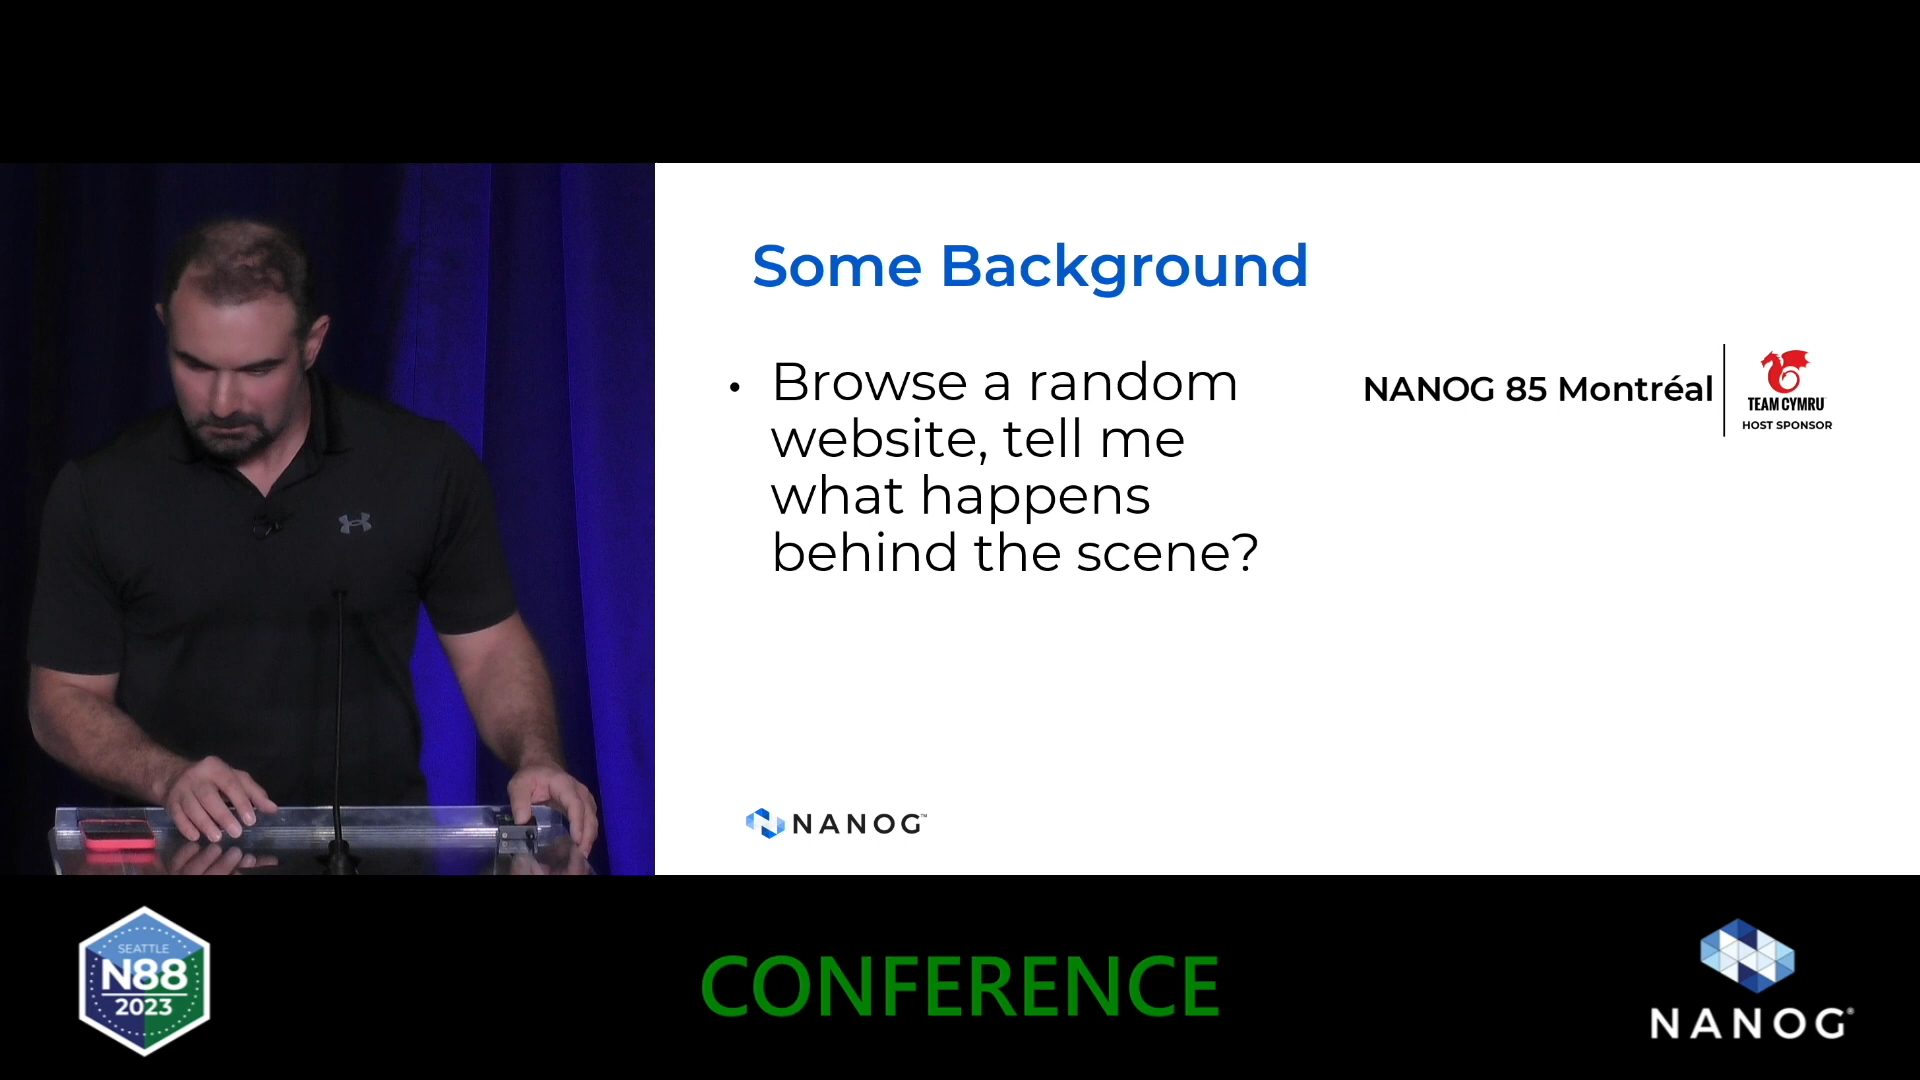 Some Background
• Browse a random
website, tell me
what happens
behind the scene?
NANOG 85 Montréal
TEAM CYMRU
HOST SPONSOR
NANOG™
SEATTLE
N88
2023
CONFERENCE
NANOG®